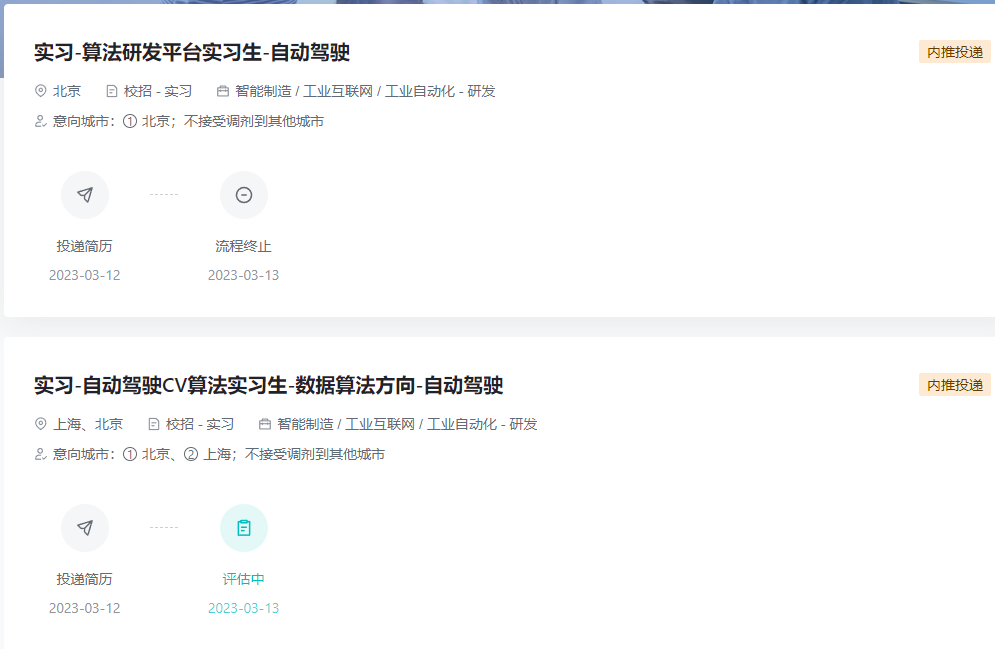 实习-算法研发平台实习生-自动驾驶
内推投递
北京 校招 - 实习 智能制造 / 工业互联网 / 工业自动化 - 研发
意向城市：① 北京；不接受调剂到其他城市
投递简历 流程终止
2023-03-12 2023-03-13
实习-自动驾驶CV算法实习生-数据算法方向-自动驾驶
内推投递
上海、北京 校招 - 实习 智能制造 / 工业互联网 / 工业自动化 - 研发
意向城市：① 北京、② 上海；不接受调剂到其他城市
投递简历 评估中
2023-03-12 2023-03-13